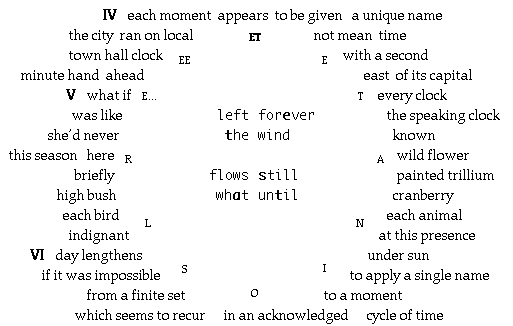 IV each moment appears to be given a unique name
the city ran on local ET not mean time
town hall clock EE E with a second
minute hand ahead east of its capital
V what if E... T every clock
was like left forever the speaking clock
she'd never the wind known
this season here R A wild flower
briefly flows still painted trillium
high bush what until cranberry
each bird L N each animal
indignant at this presence
VI day lengthens under sun
if it was impossible S I to apply a single name
from a finite set O to a moment
which seems to recur in an acknowledged cycle of time